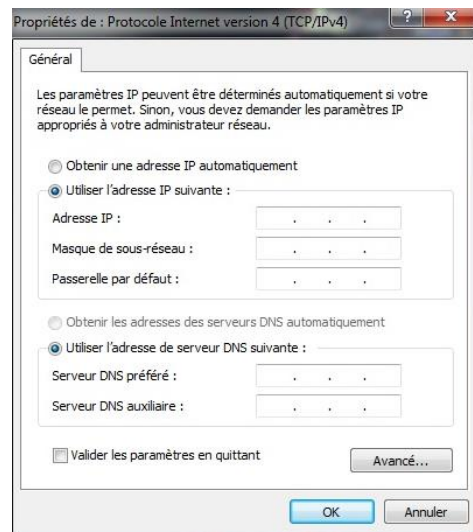 Propriétés de : Protocole Internet version 4 (TCP/IPv4)
Général
Les paramètres IP peuvent être déterminés automatiquement si votre
réseau le permet. Sinon, vous devez demander les paramètres IP
appropriés à votre administrateur réseau.
Obtenir une adresse IP automatiquement
Utiliser l'adresse IP suivante :
Adresse IP :
Masque de sous-réseau :
Passerelle par défaut :
Obtenir les adresses des serveurs DNS automatiquement
Utiliser l'adresse de serveur DNS suivante :
Serveur DNS préféré :
Serveur DNS auxiliaire :
Valider les paramètres en quittant
Avancé...
OK
Annuler